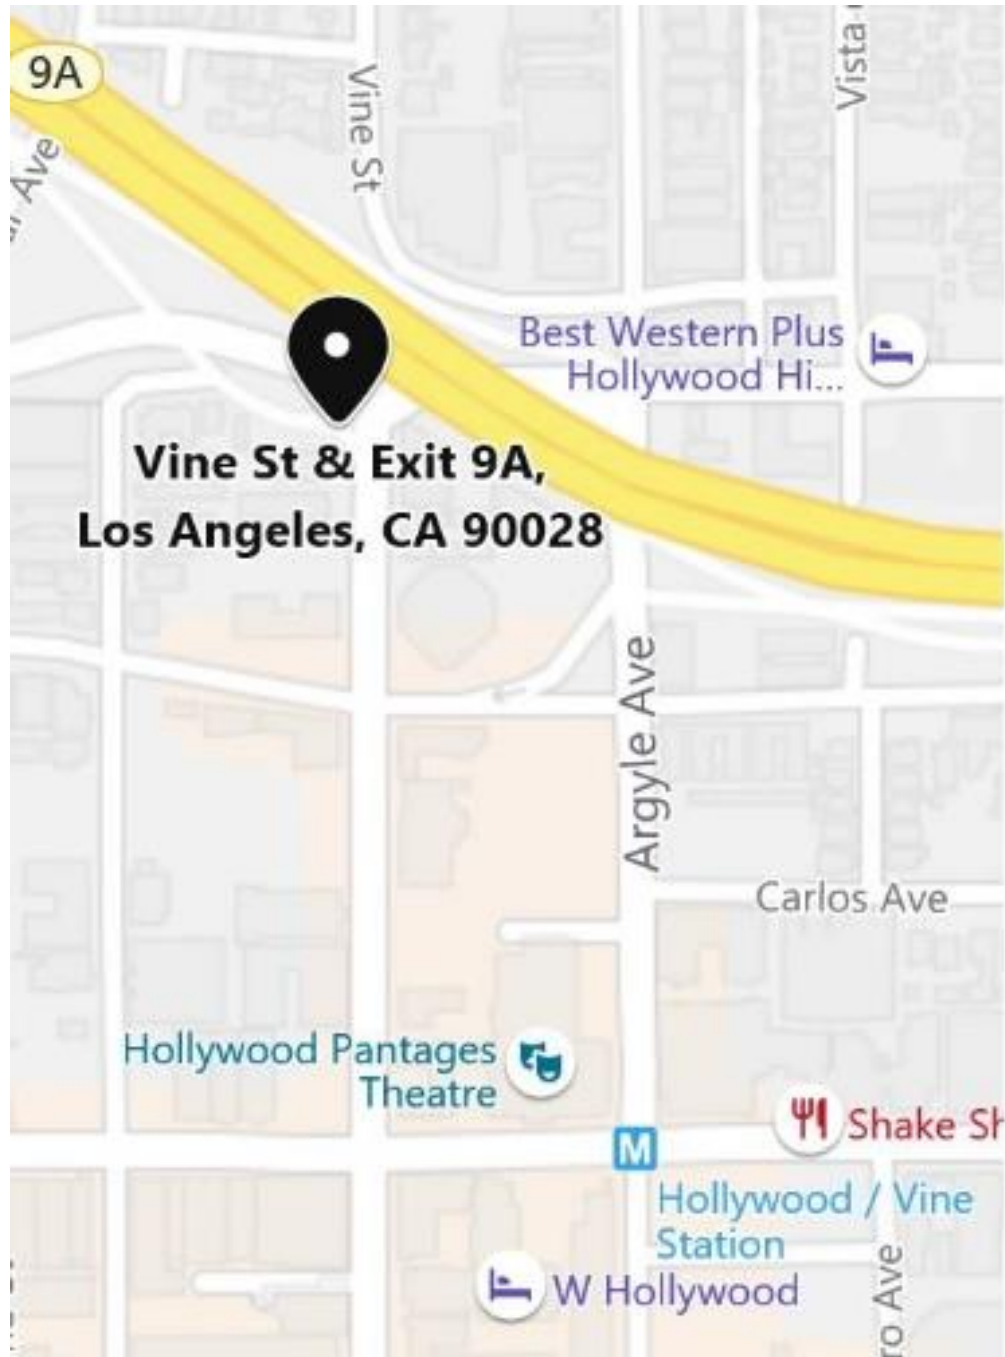 9A
Vine St
Vista
Ave
Best Western Plus
Hollywood Hi...
Vine St & Exit 9A,
Los Angeles, CA 90028
Argyle Ave
Carlos Ave
Hollywood Pantages
Theatre
Shake Sh
M
Hollywood / Vine
Station
W Hollywood
ro Ave